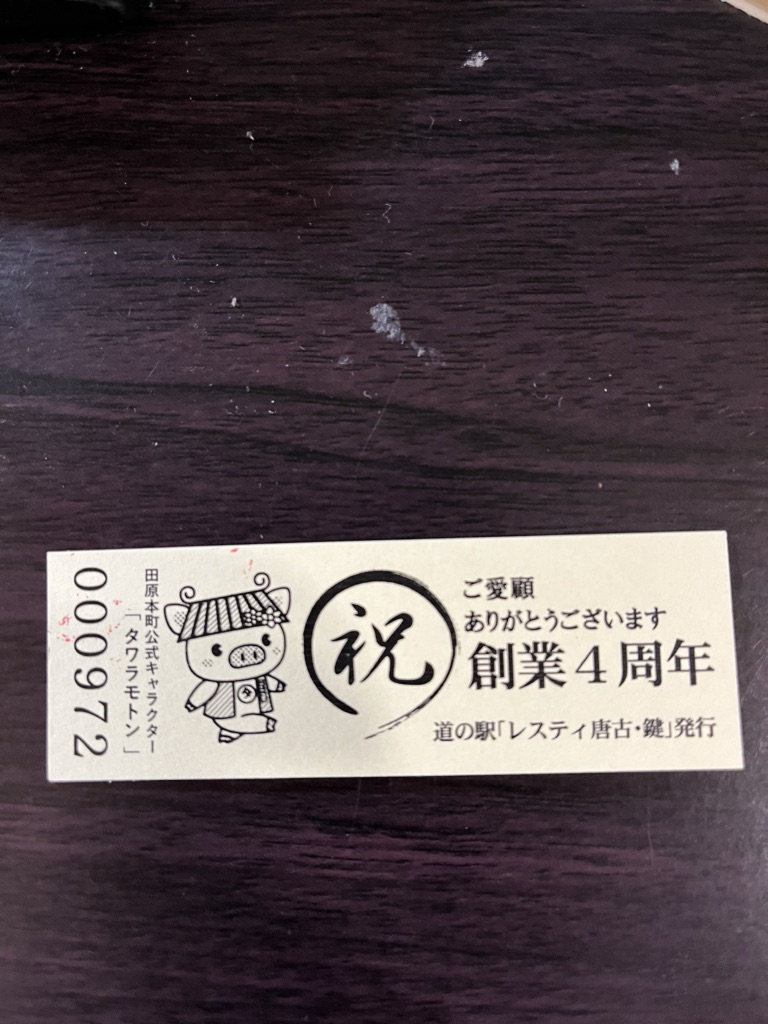 ご愛顧
ありがとうございます
創業4周年
道の駅「レスティ唐古・鍵」発行
祝
田原本町公式キャラクター
「タワラモトン」
000972